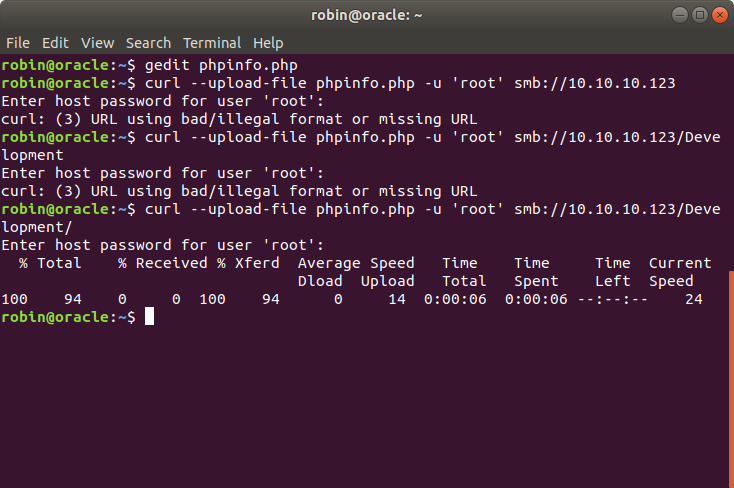 robin@oracle: ~
File Edit View Search Terminal Help
robin@oracle:~$ gedit phpinfo.php
robin@oracle:~$ curl --upload-file phpinfo.php -u 'root' smb://10.10.10.123
Enter host password for user 'root':
curl: (3) URL using bad/illegal format or missing URL
robin@oracle:~$ curl --upload-file phpinfo.php -u 'root' smb://10.10.10.123/Deve
lopment
Enter host password for user 'root':
curl: (3) URL using bad/illegal format or missing URL
robin@oracle:~$ curl --upload-file phpinfo.php -u 'root' smb://10.10.10.123/Deve
lopment/
Enter host password for user 'root':
  % Total    % Received % Xferd  Average Speed   Time    Time     Time  Current
                                 Dload  Upload   Total   Spent    Left  Speed
100    94    0     0  100    94      0     14  0:00:06  0:00:06 --:--:--    24
robin@oracle:~$